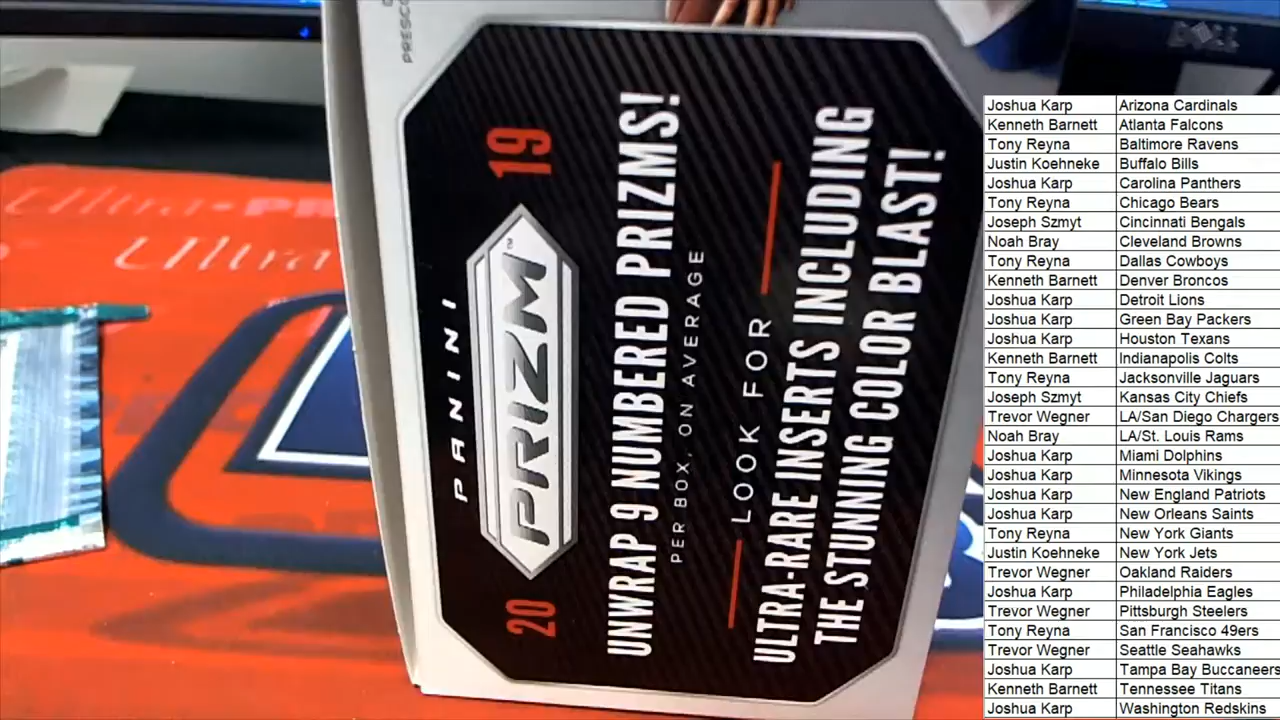 PANINI
20 PRIZM™ 19
UNWRAP 9 NUMBERED PRIZMS!
PER BOX, ON AVERAGE
LOOK FOR
ULTRA-RARE INSERTS INCLUDING
THE STUNNING COLOR BLAST!
DELL
Joshua Karp Arizona Cardinals
Kenneth Barnett Atlanta Falcons
Tony Reyna Baltimore Ravens
Justin Koehneke Buffalo Bills
Joshua Karp Carolina Panthers
Tony Reyna Chicago Bears
Joseph Szmyt Cincinnati Bengals
Noah Bray Cleveland Browns
Tony Reyna Dallas Cowboys
Kenneth Barnett Denver Broncos
Joshua Karp Detroit Lions
Joshua Karp Green Bay Packers
Joshua Karp Houston Texans
Kenneth Barnett Indianapolis Colts
Tony Reyna Jacksonville Jaguars
Joseph Szmyt Kansas City Chiefs
Trevor Wegner LA/San Diego Chargers
Noah Bray LA/St. Louis Rams
Joshua Karp Miami Dolphins
Joshua Karp Minnesota Vikings
Joshua Karp New England Patriots
Joshua Karp New Orleans Saints
Tony Reyna New York Giants
Justin Koehneke New York Jets
Trevor Wegner Oakland Raiders
Joshua Karp Philadelphia Eagles
Trevor Wegner Pittsburgh Steelers
Tony Reyna San Francisco 49ers
Trevor Wegner Seattle Seahawks
Joshua Karp Tampa Bay Buccaneers
Kenneth Barnett Tennessee Titans
Joshua Karp Washington Redskins